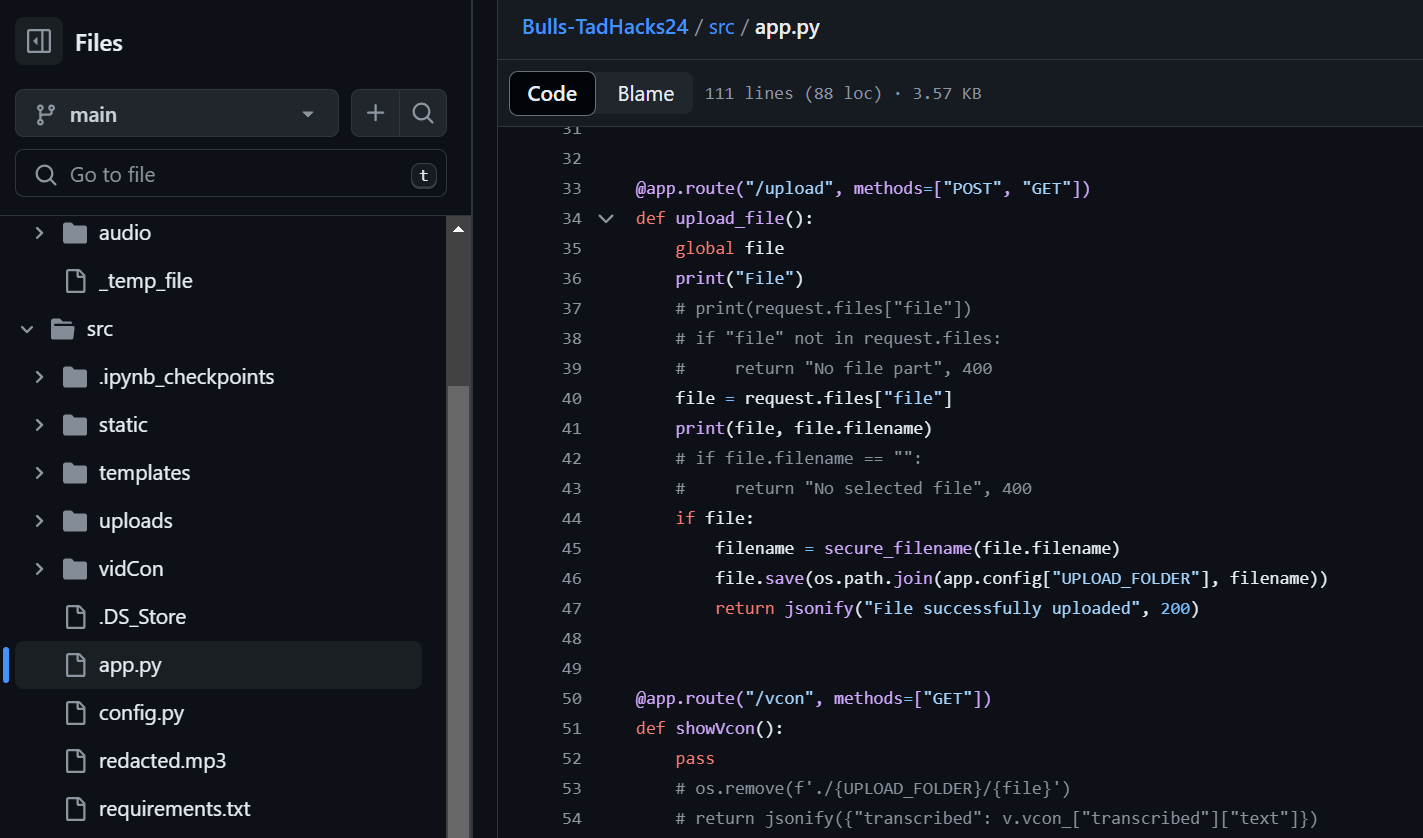 Files
main
Go to file
t
audio
_temp_file
src
.ipynb_checkpoints
static
templates
uploads
vidCon
.DS_Store
app.py
config.py
redacted.mp3
requirements.txt
Bulls-TadHacks24 / src / app.py
Code Blame 111 lines (88 loc) · 3.57 KB
31
32
33 @app.route("/upload", methods=["POST", "GET"])
34 def upload_file():
35     global file
36     print("File")
37     # print(request.files["file"])
38     # if "file" not in request.files:
39     #     return "No file part", 400
40     file = request.files["file"]
41     print(file, file.filename)
42     # if file.filename == "":
43     #     return "No selected file", 400
44     if file:
45         filename = secure_filename(file.filename)
46         file.save(os.path.join(app.config["UPLOAD_FOLDER"], filename))
47         return jsonify("File successfully uploaded", 200)
48
49
50 @app.route("/vcon", methods=["GET"])
51 def showVcon():
52     pass
53     # os.remove(f'./{UPLOAD_FOLDER}/{file}')
54     # return jsonify({"transcribed": v.vcon_["transcribed"]["text"]})